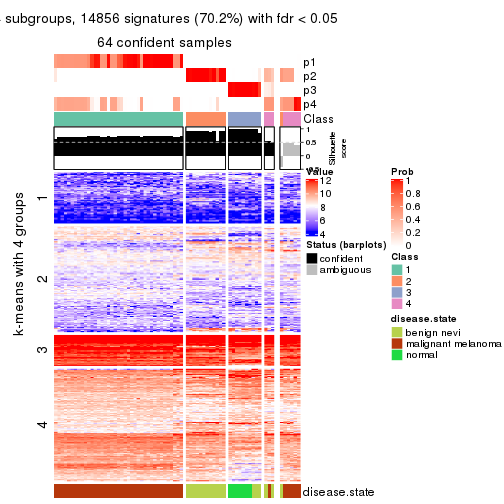 subgroups, 14856 signatures (70.2%) with fdr < 0.05
64 confident samples
p1
p2
p3
p4
Class
1
0.5
0
Silhouette
score
k-means with 4 groups
1
2
3
4
Value
12
10
8
6
4
Prob
1
0.8
0.6
0.4
0.2
0
Status (barplots)
confident
ambiguous
Class
1
2
3
4
disease.state
benign nevi
malignant melanoma
normal
disease.state